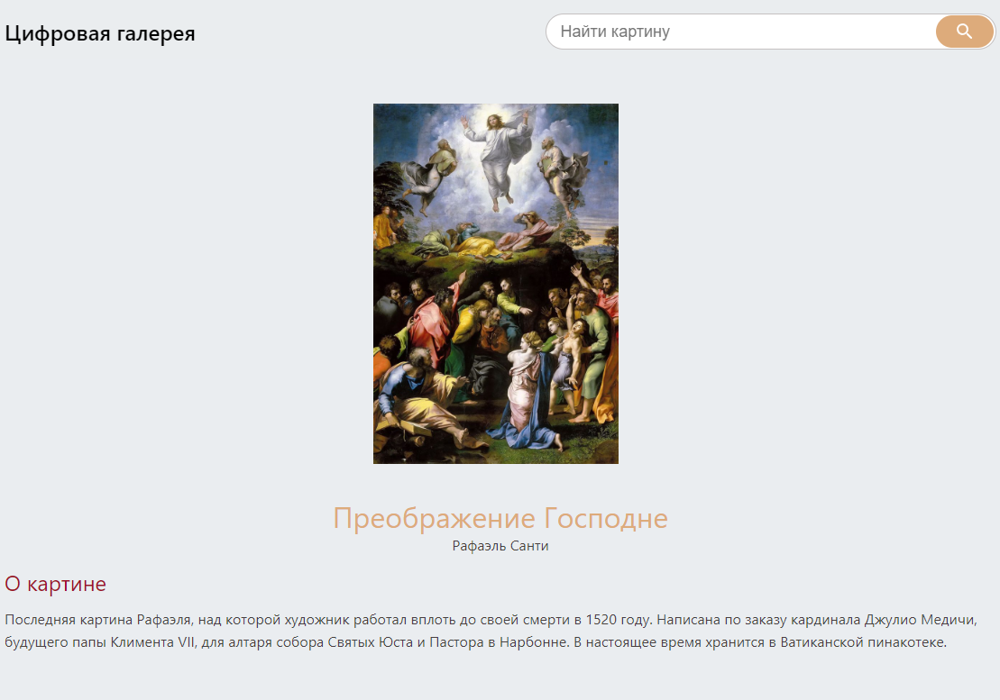 Цифровая галерея
Найти картину
Преображение Господне
Рафаэль Санти
О картине
Последняя картина Рафаэля, над которой художник работал вплоть до своей смерти в 1520 году. Написана по заказу кардинала Джулио Медичи,
будущего папы Климента VII, для алтаря собора Святых Юста и Пастора в Нарбонне. В настоящее время хранится в Ватиканской пинакотеке.